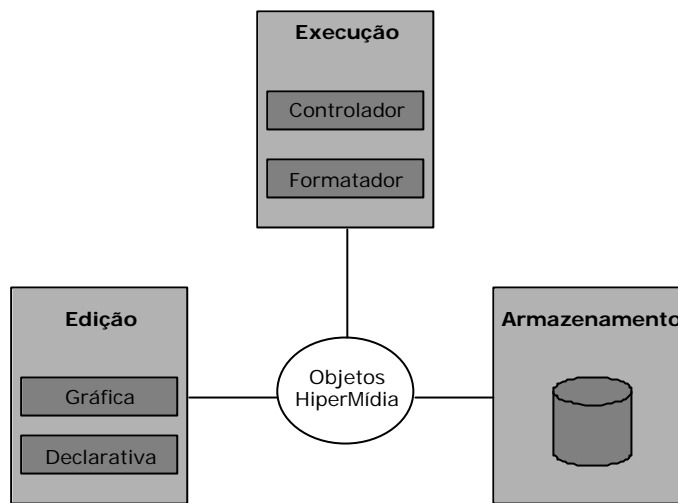 Execução
Controlador
Formatador
Edição
Gráfica
Declarativa
Objetos
HiperMídia
Armazenamento